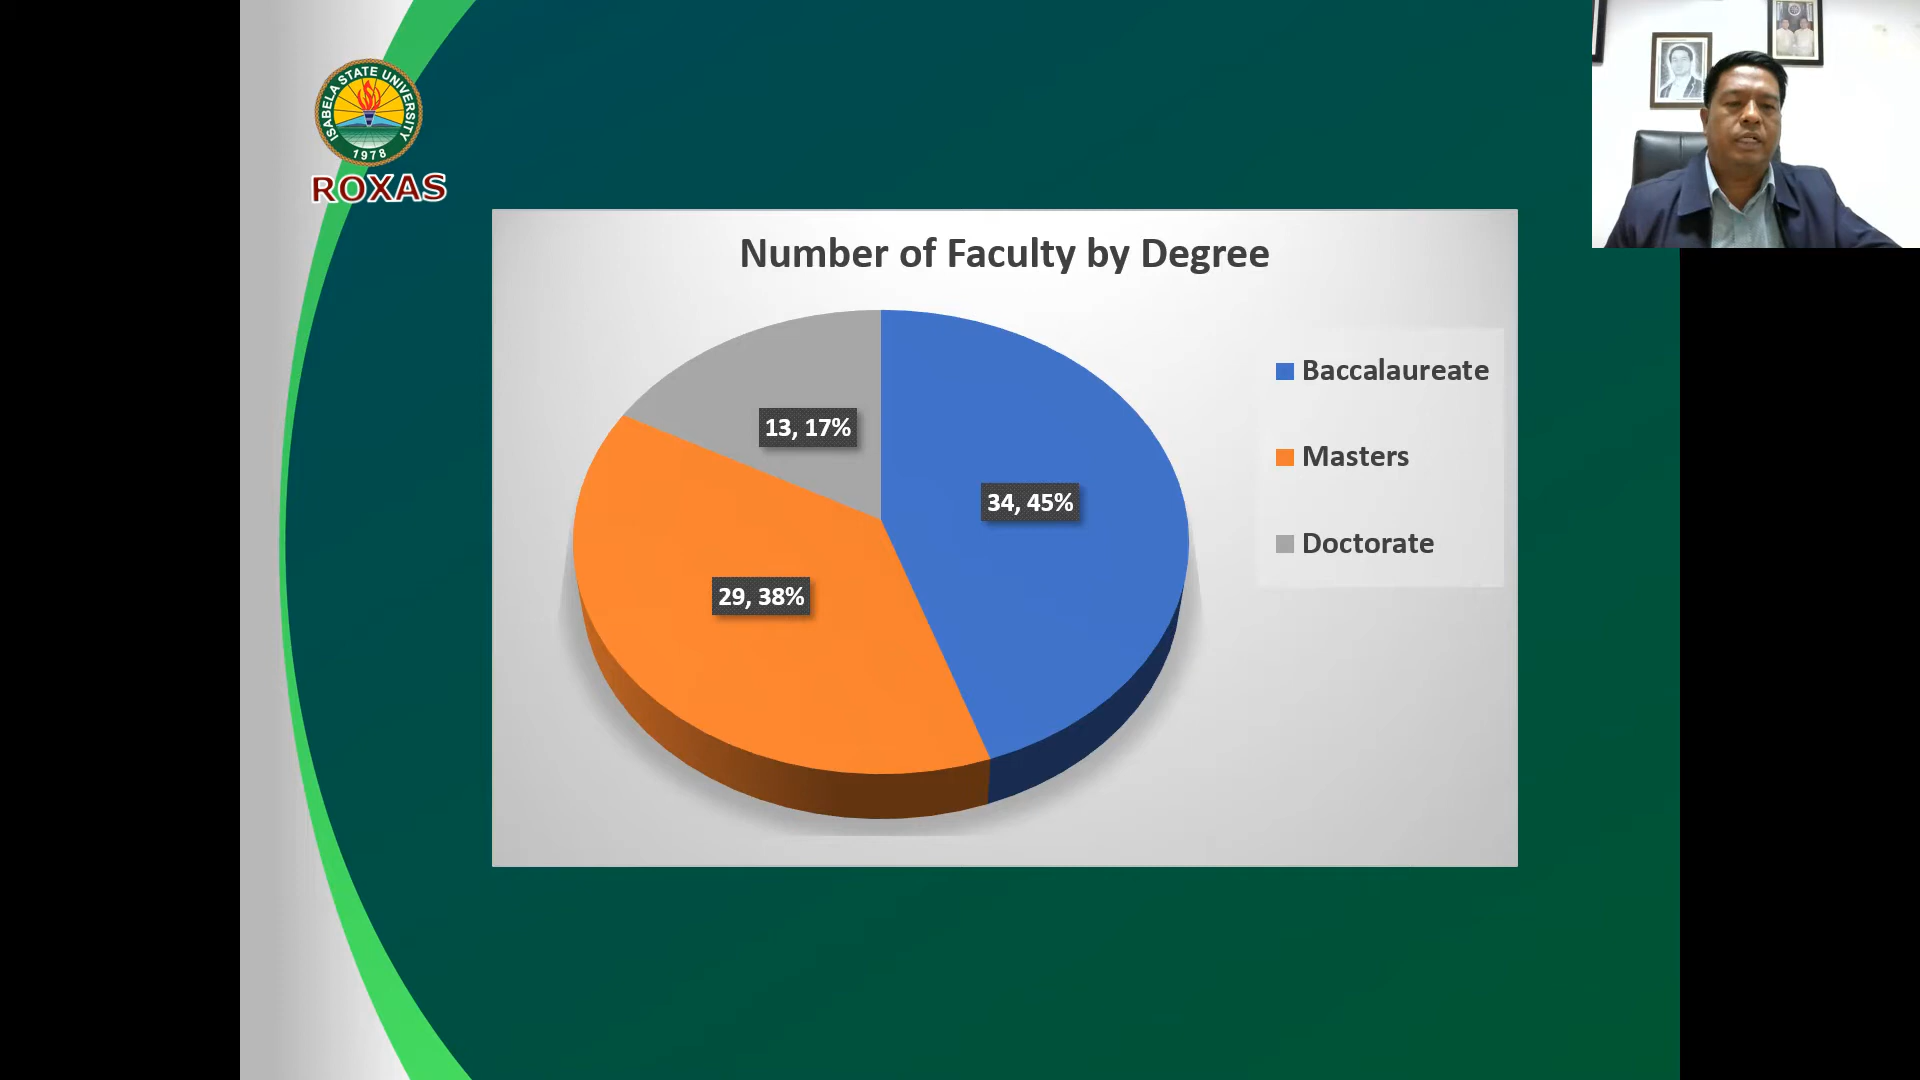 ISABELA STATE UNIVERSITY
1978
ROXAS
Number of Faculty by Degree
Baccalaureate
13, 17%
Masters
34, 45%
Doctorate
29, 38%